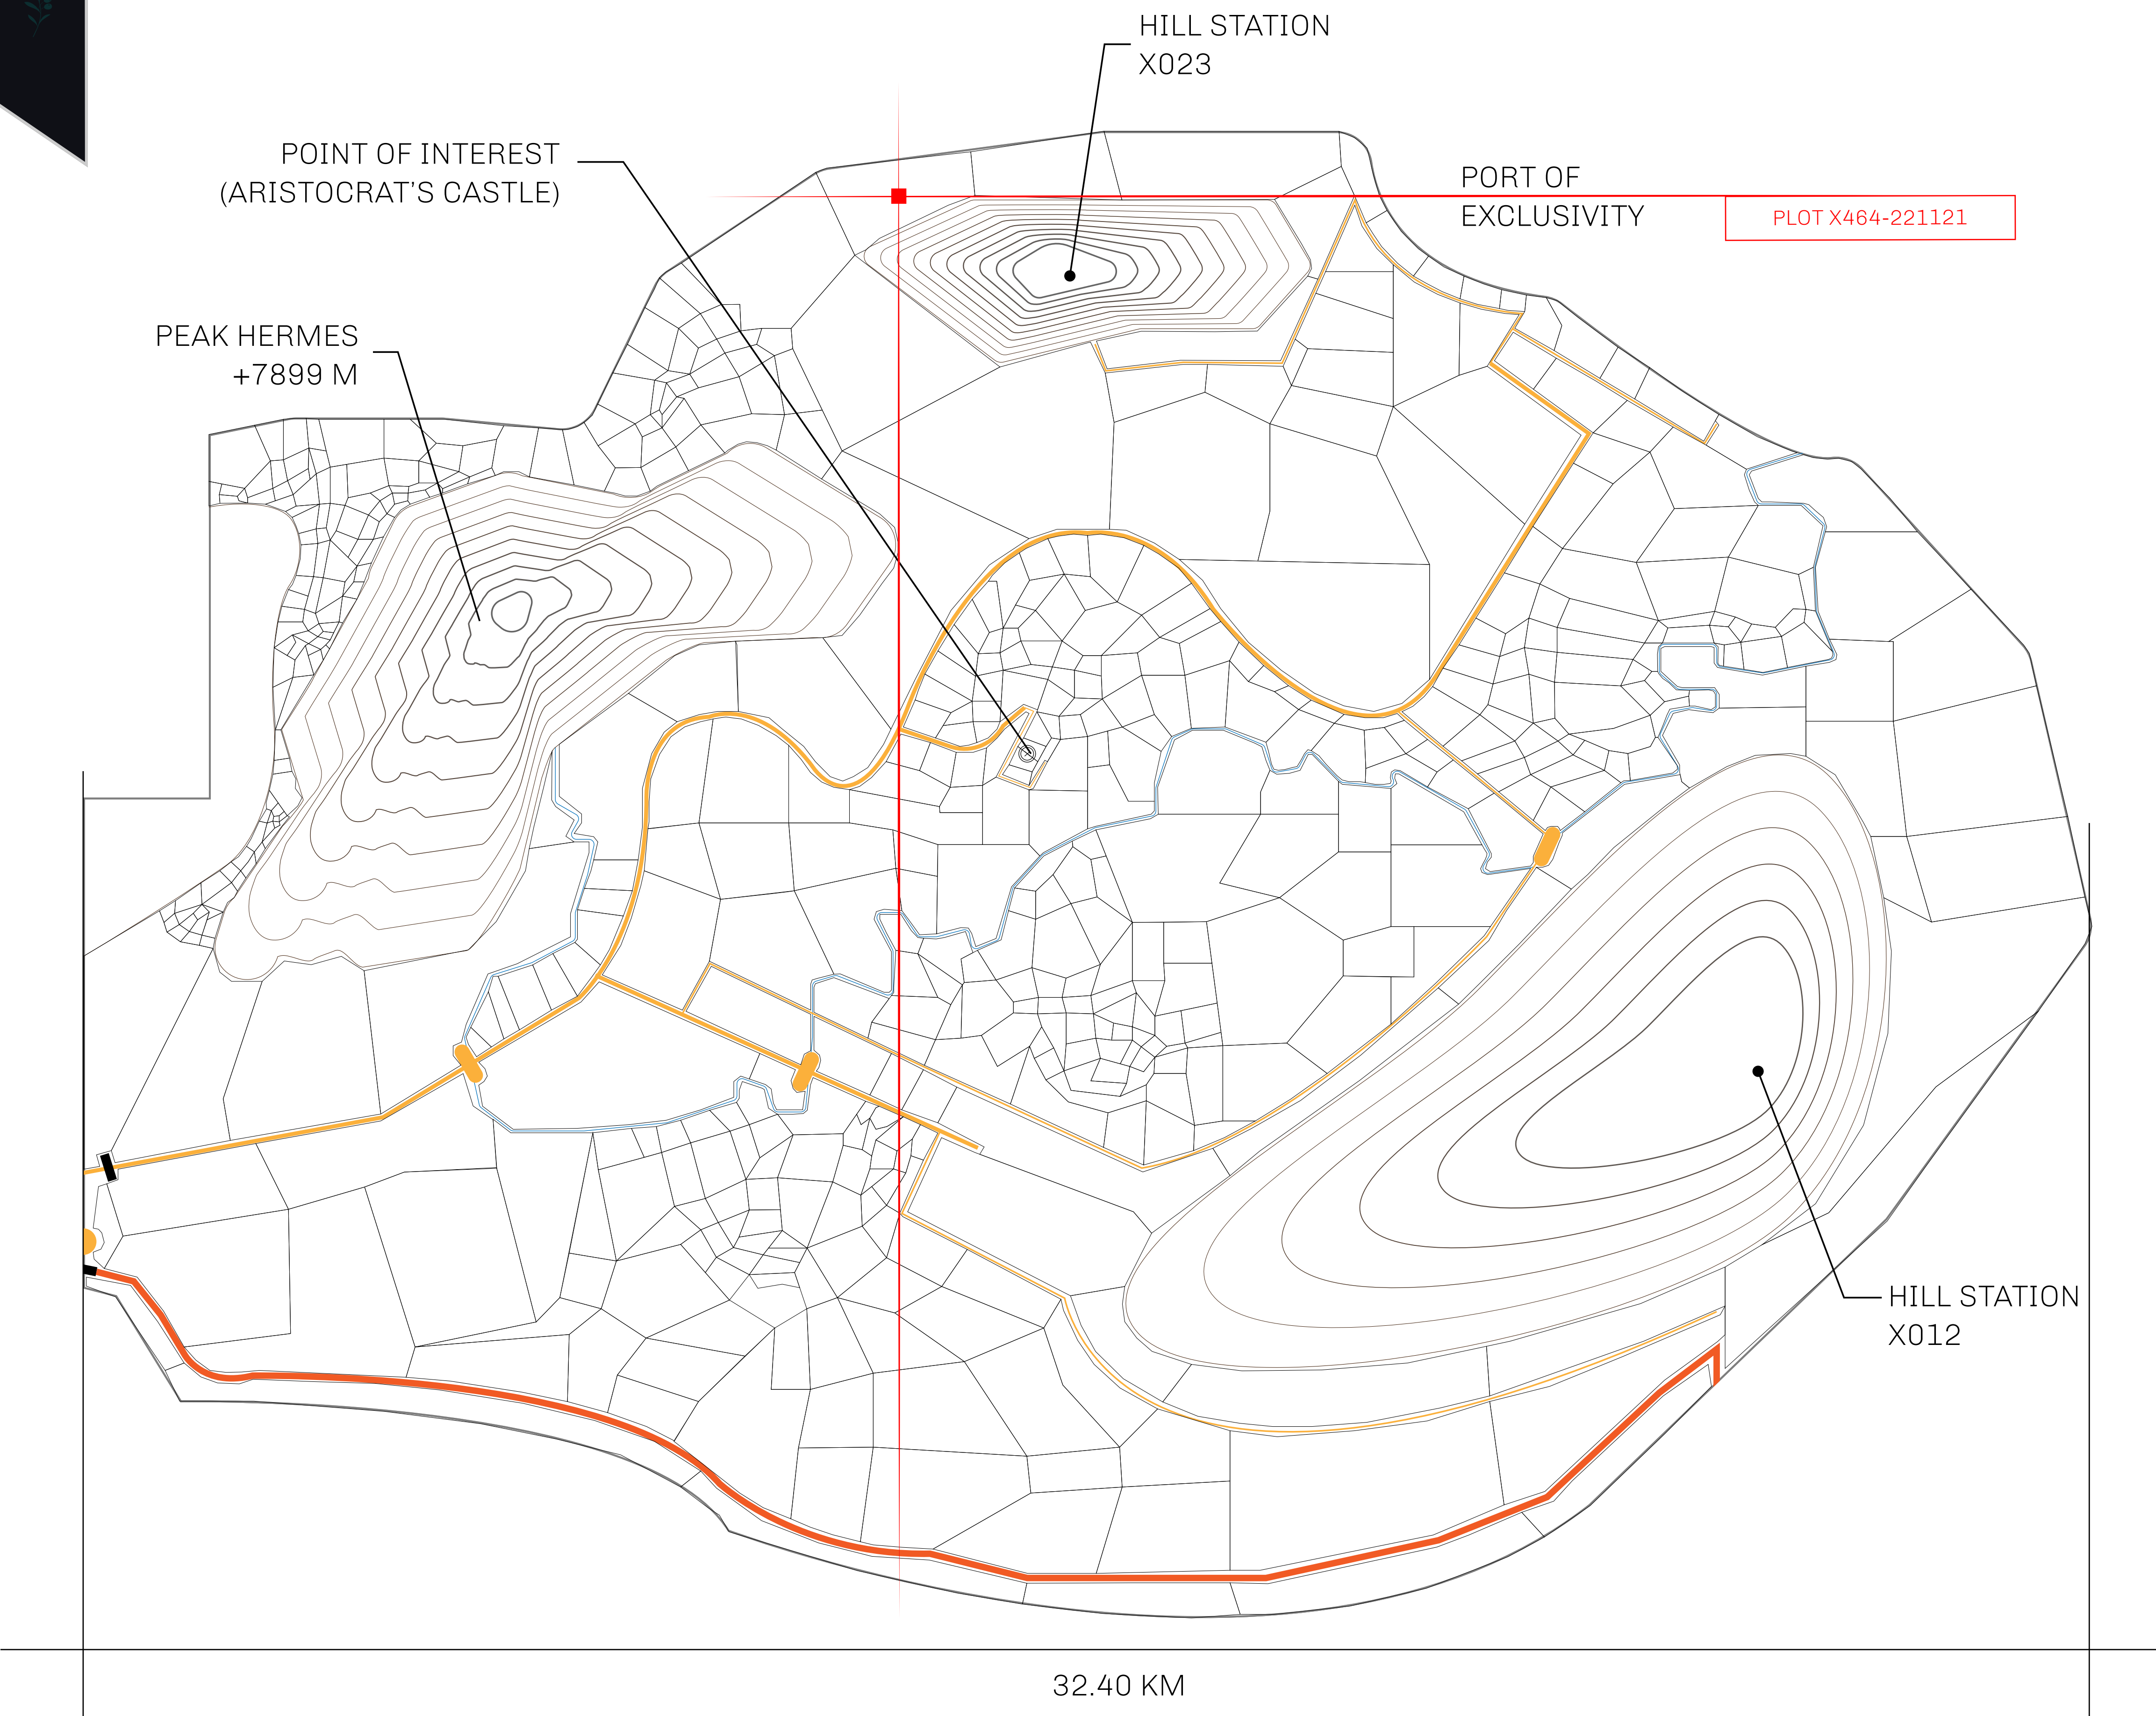 HILL STATION
X023
POINT OF INTEREST
(ARISTOCRAT'S CASTLE)
PORT OF
EXCLUSIVITY
PLOT X464-221121
PEAK HERMES
+7899 M
HILL STATION
X012
32.40 KM